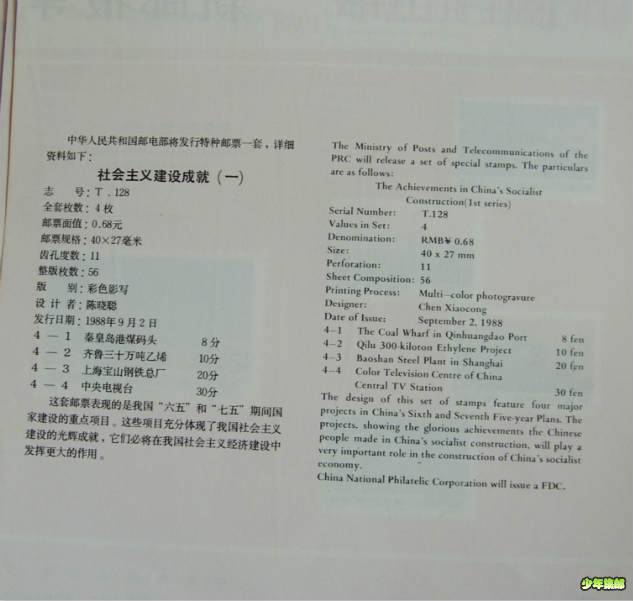 中华人民共和国邮电部将发行特种邮票一套，详细
资料如下：
社会主义建设成就（一）
志 号：T．128
全套枚数：4 枚
邮票面值：0.68元
邮票规格：40×27毫米
齿孔度数：11
整版枚数：56
版 别：彩色影写
设 计 者：陈晓聪
发行日期：1988年9月2日
4 — 1 秦皇岛港煤码头 8分
4 — 2 齐鲁三十万吨乙烯 10分
4 — 3 上海宝山钢铁总厂 20分
4 — 4 中央电视台 30分
这套邮票表现的是我国“六五”和“七五”期间国
家建设的重点项目。这些项目充分体现了我国社会主义
建设的光辉成就，它们必将在我国社会主义经济建设中
发挥更大的作用。
The Ministry of Posts and Telecommunications of the
PRC will release a set of special stamps. The particulars
are as follows:
The Achievements in China's Socialist
Construction(1st series)
Serial Number: T.128
Values in Set: 4
Denomination: RMB¥ 0.68
Size: 40 x 27 mm
Perforation: 11
Sheet Composition: 56
Printing Process: Multi-color photogravure
Designer: Chen Xiaocong
Date of Issue: September 2, 1988
4-1 The Coal Wharf in Qinhuangdao Port 8 fen
4-2 Qilu 300-kiloton Ethylene Project 10 fen
4-3 Baoshan Steel Plant in Shanghai 20 fen
4-4 Color Television Centre of China
Central TV Station 30 fen
The design of this set of stamps feature four major
projects in China's Sixth and Seventh Five-year Plans. The
projects, showing the glorious achievements the Chinese
people made in China's socialist construction, will play a
very important role in the construction of China's socialist
economy.
China National Philatelic Corporation will issue a FDC.
少年集邮